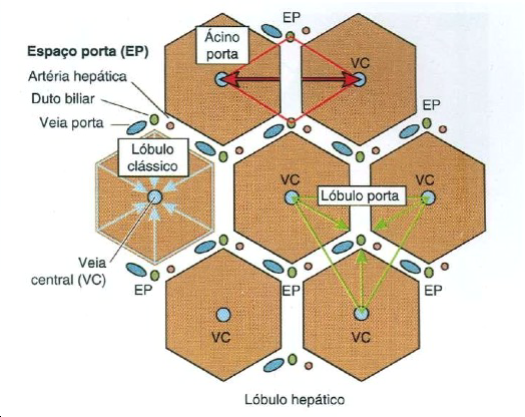 EP
Ácino
porta
Espaço porta (EP)
VC
Artéria hepática
Duto biliar
EP
Veia porta
Lóbulo
clássico
VC
Lóbulo porta
VC
Veia
central (VC)
EP
EP
EP
VC
VC
Lóbulo hepático